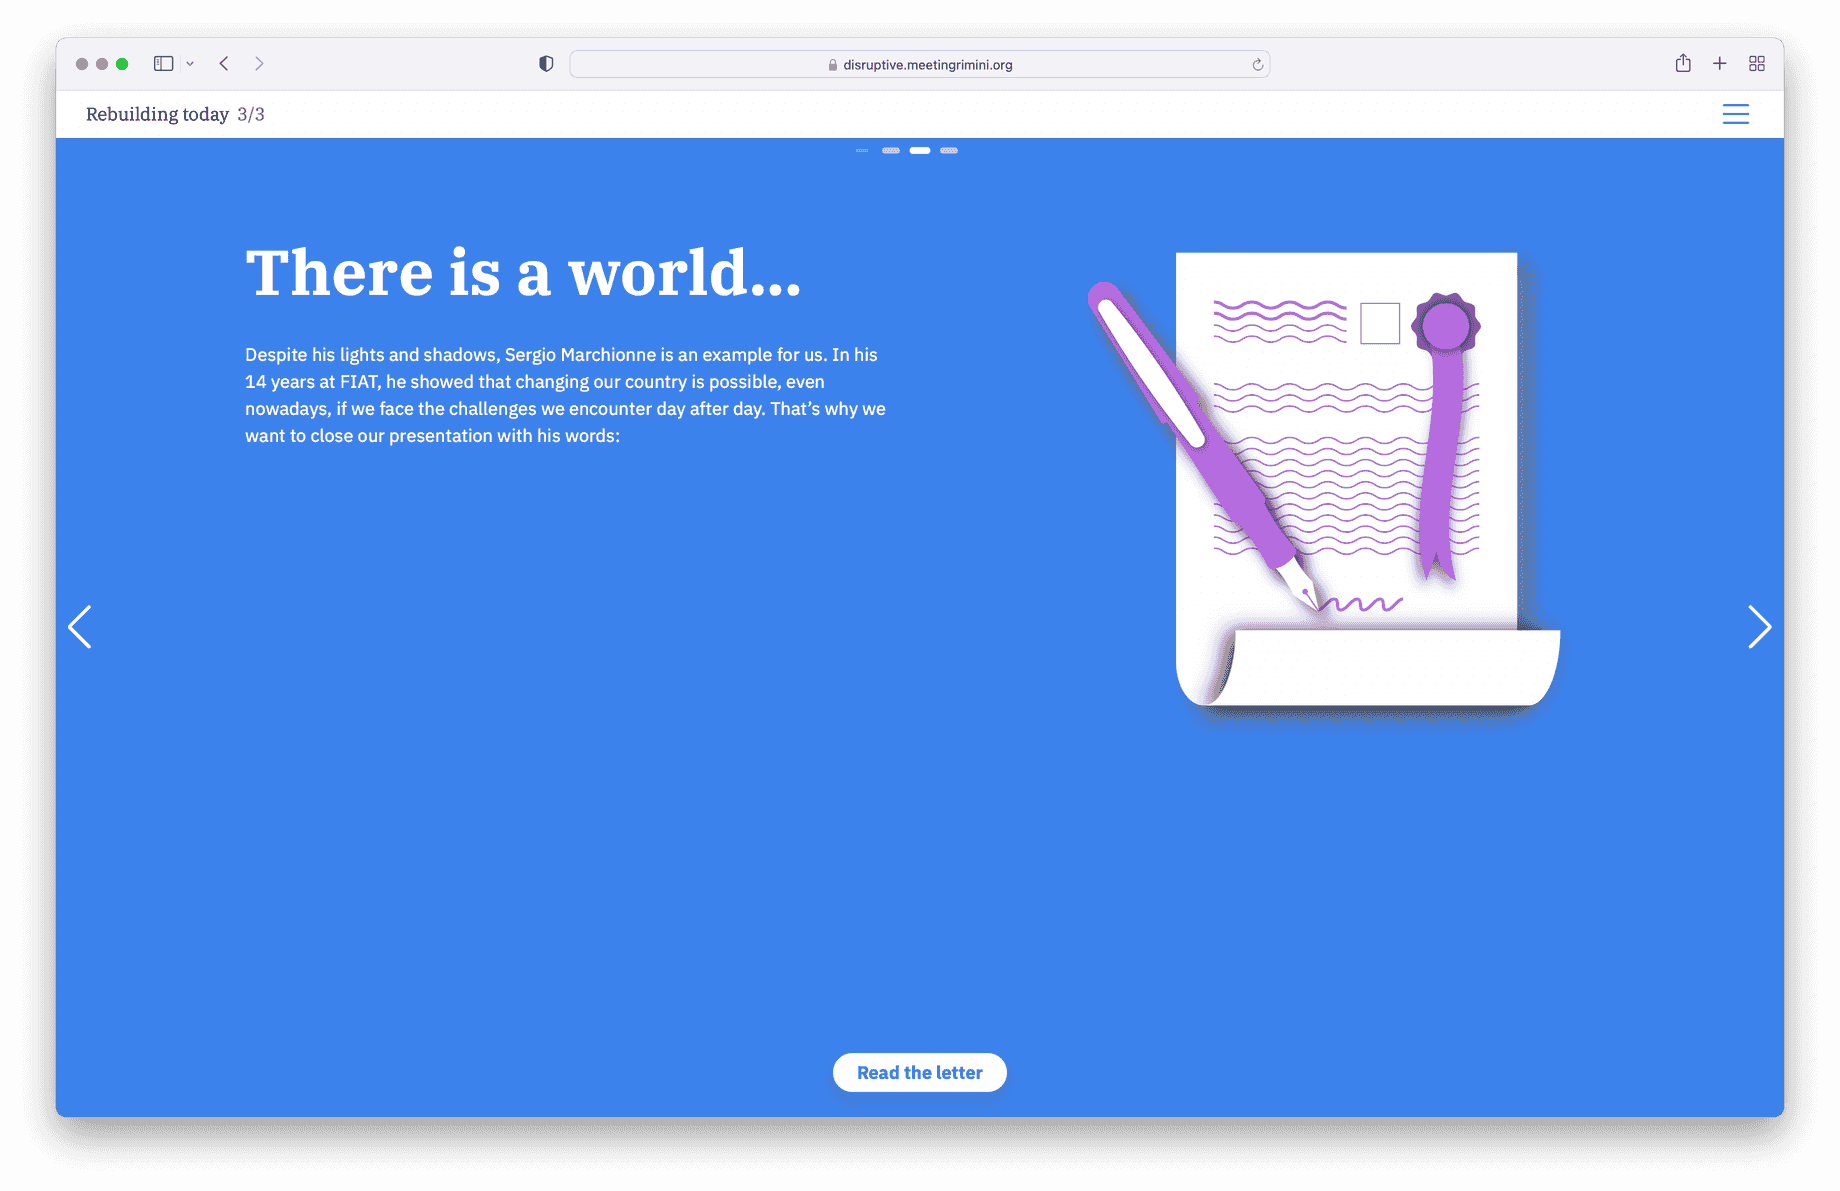 disruptive.meetingrimini.org
Rebuilding today 3/3
There is a world...
Despite his lights and shadows, Sergio Marchionne is an example for us. In his
14 years at FIAT, he showed that changing our country is possible, even
nowadays, if we face the challenges we encounter day after day. That’s why we
want to close our presentation with his words:
Read the letter